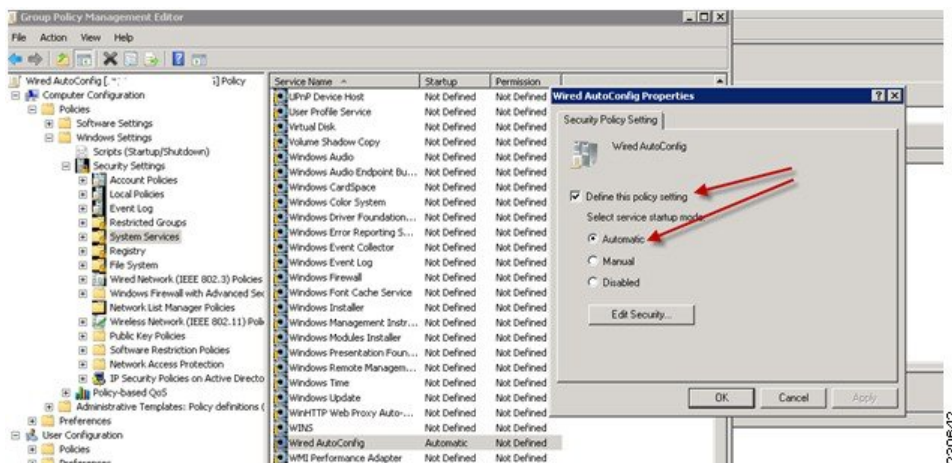 Group Policy Management Editor
File Action View Help
Wired AutoConfig [. Policy
Computer Configuration
Policies
Software Settings
Windows Settings
Scripts (Startup/Shutdown)
Security Settings
Account Policies
Local Policies
Event Log
Restricted Groups
System Services
Registry
File System
Wired Network (IEEE 802.3) Policies
Windows Firewall with Advanced Sec
Network List Manager Policies
Wireless Network (IEEE 802.11) Poli
Public Key Policies
Software Restriction Policies
Network Access Protection
IP Security Policies on Active Directo
Policy-based QoS
Administrative Templates: Policy definitions (
Preferences
User Configuration
Policies
Preferences
Service Name Startup Permission
UPnP Device Host Not Defined Not Defined
User Profile Service Not Defined Not Defined
Virtual Disk Not Defined Not Defined
Volume Shadow Copy Not Defined Not Defined
Windows Audio Not Defined Not Defined
Windows Audio Endpoint Bu... Not Defined Not Defined
Windows CardSpace Not Defined Not Defined
Windows Color System Not Defined Not Defined
Windows Driver Foundation... Not Defined Not Defined
Windows Error Reporting S... Not Defined Not Defined
Windows Event Collector Not Defined Not Defined
Windows Event Log Not Defined Not Defined
Windows Firewall Not Defined Not Defined
Windows Font Cache Service Not Defined Not Defined
Windows Installer Not Defined Not Defined
Windows Management Instr... Not Defined Not Defined
Windows Modules Installer Not Defined Not Defined
Windows Presentation Foun... Not Defined Not Defined
Windows Remote Managem... Not Defined Not Defined
Windows Time Not Defined Not Defined
Windows Update Not Defined Not Defined
WinHTTP Web Proxy Auto-... Not Defined Not Defined
WINS Not Defined Not Defined
Wired AutoConfig Automatic Not Defined
WMI Performance Adapter Not Defined Not Defined
Wired AutoConfig Properties
Security Policy Setting
Wired AutoConfig
Define this policy setting
Select service startup mode:
Automatic
Manual
Disabled
Edit Security...
OK Cancel Apply